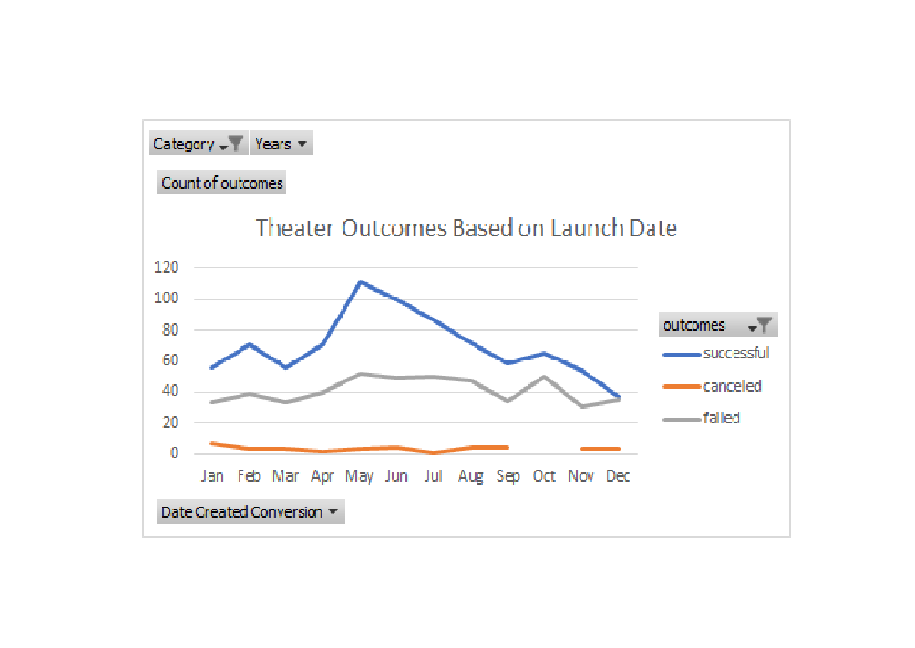 Category Years
Count of outcomes
Theater Outcomes Based on Launch Date
120
100
80
60
40
20
0
Jan Feb Mar Apr May Jun Jul Aug Sep Oct Nov Dec
outcomes
successful
canceled
failed
Date Created Conversion